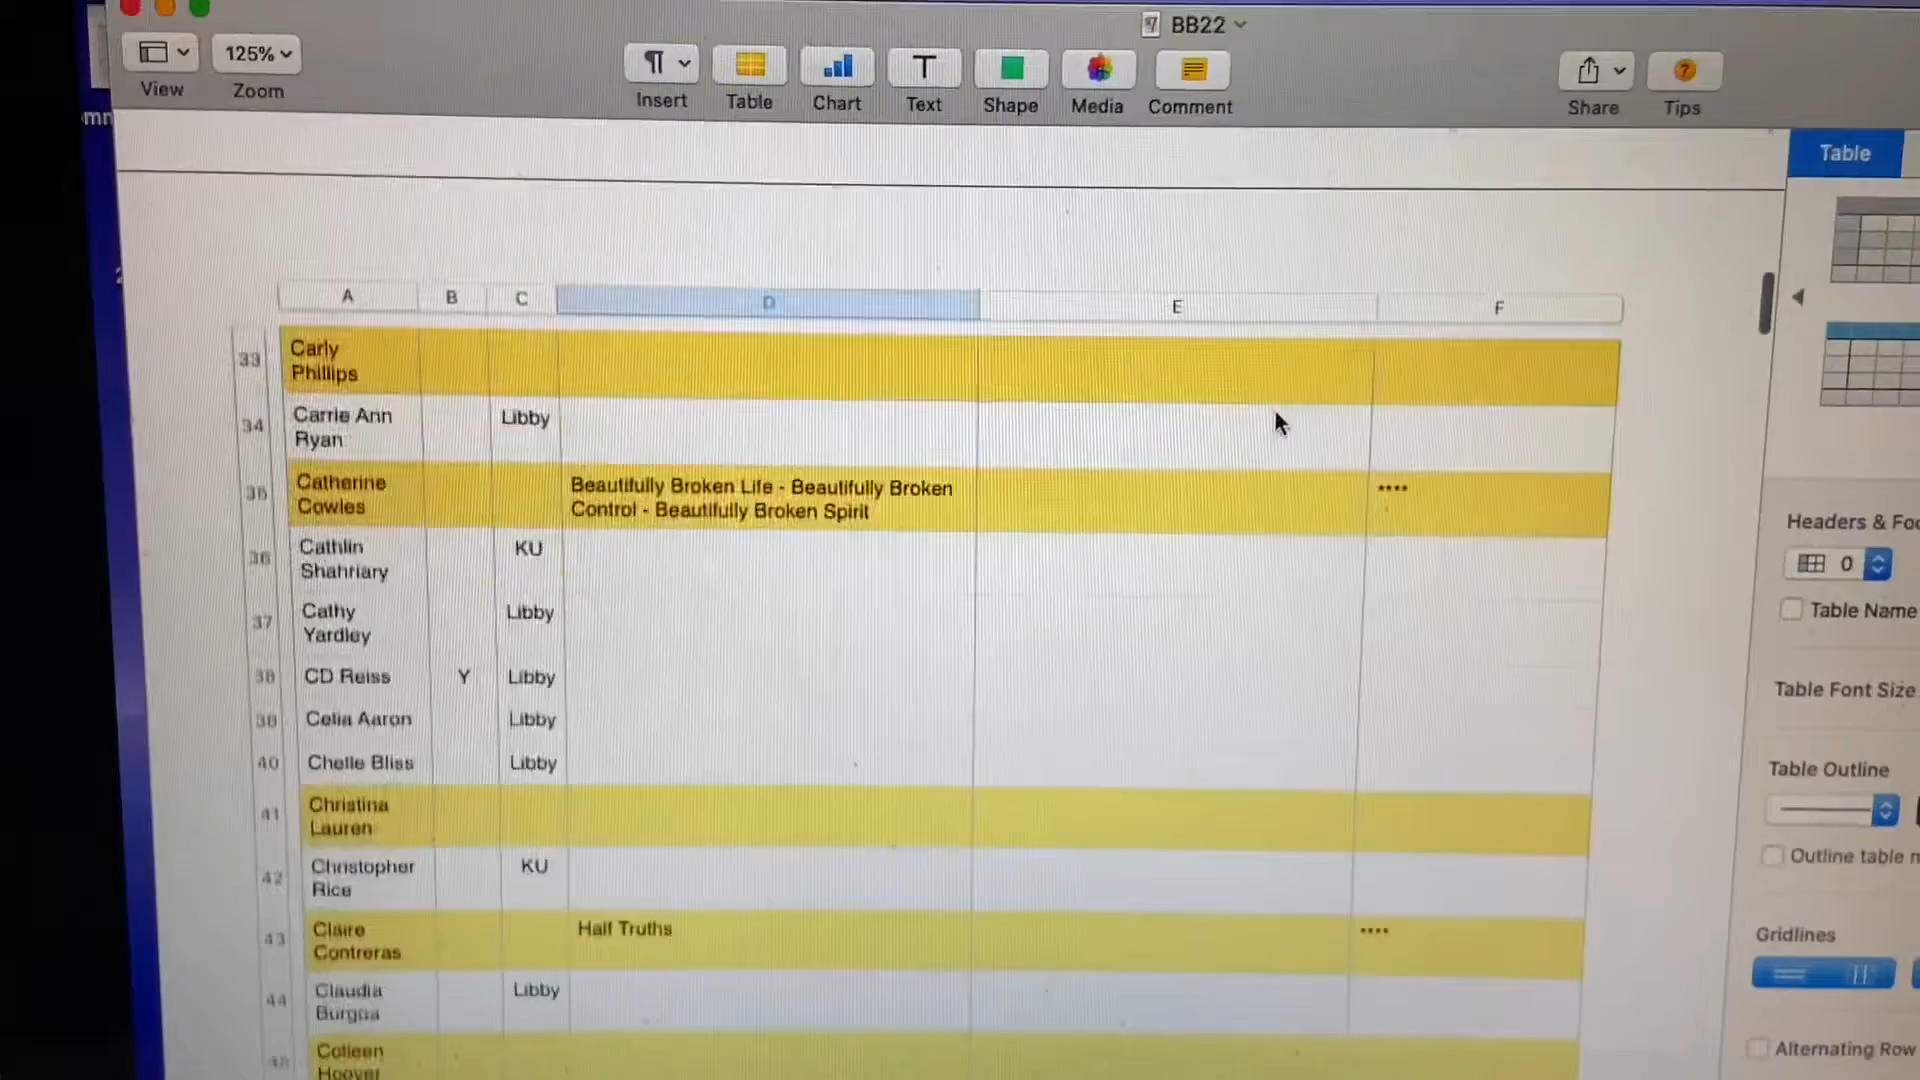 BB22
125%
View
Zoom
Insert
Table
Chart
Text
Shape
Media
Comment
Share
Tips
Table
A B C D E F
33 Carly
Phillips
34 Carrie Ann
Ryan
Libby
35 Catherine
Cowles
Beautifully Broken Life - Beautifully Broken
Control - Beautifully Broken Spirit
****
36 Cathlin
Shahriary
KU
37 Cathy
Yardley
Libby
38 CD Reiss Y Libby
Celia Aaron Libby
40 Chelle Bliss Libby
41 Christina
Lauren
42 Christopher
Rice
KU
43 Claire
Contreras
Half Truths
****
44 Claudia
Libby
Colleen
Hoover
Headers & Foo
0
Table Name
Table Font Size
Table Outline
Outline table n
Gridlines
Alternating Row